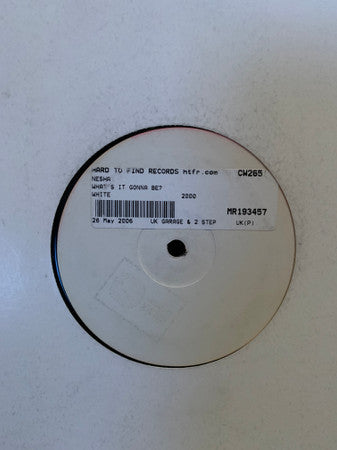 HARD TO FIND RECORDS htfr.com CW265
NESHA
WHAT'S IT GONNA BE?
WHITE 2000
MR193457
26 May 2006 UK GARAGE & 2 STEP UK(P)